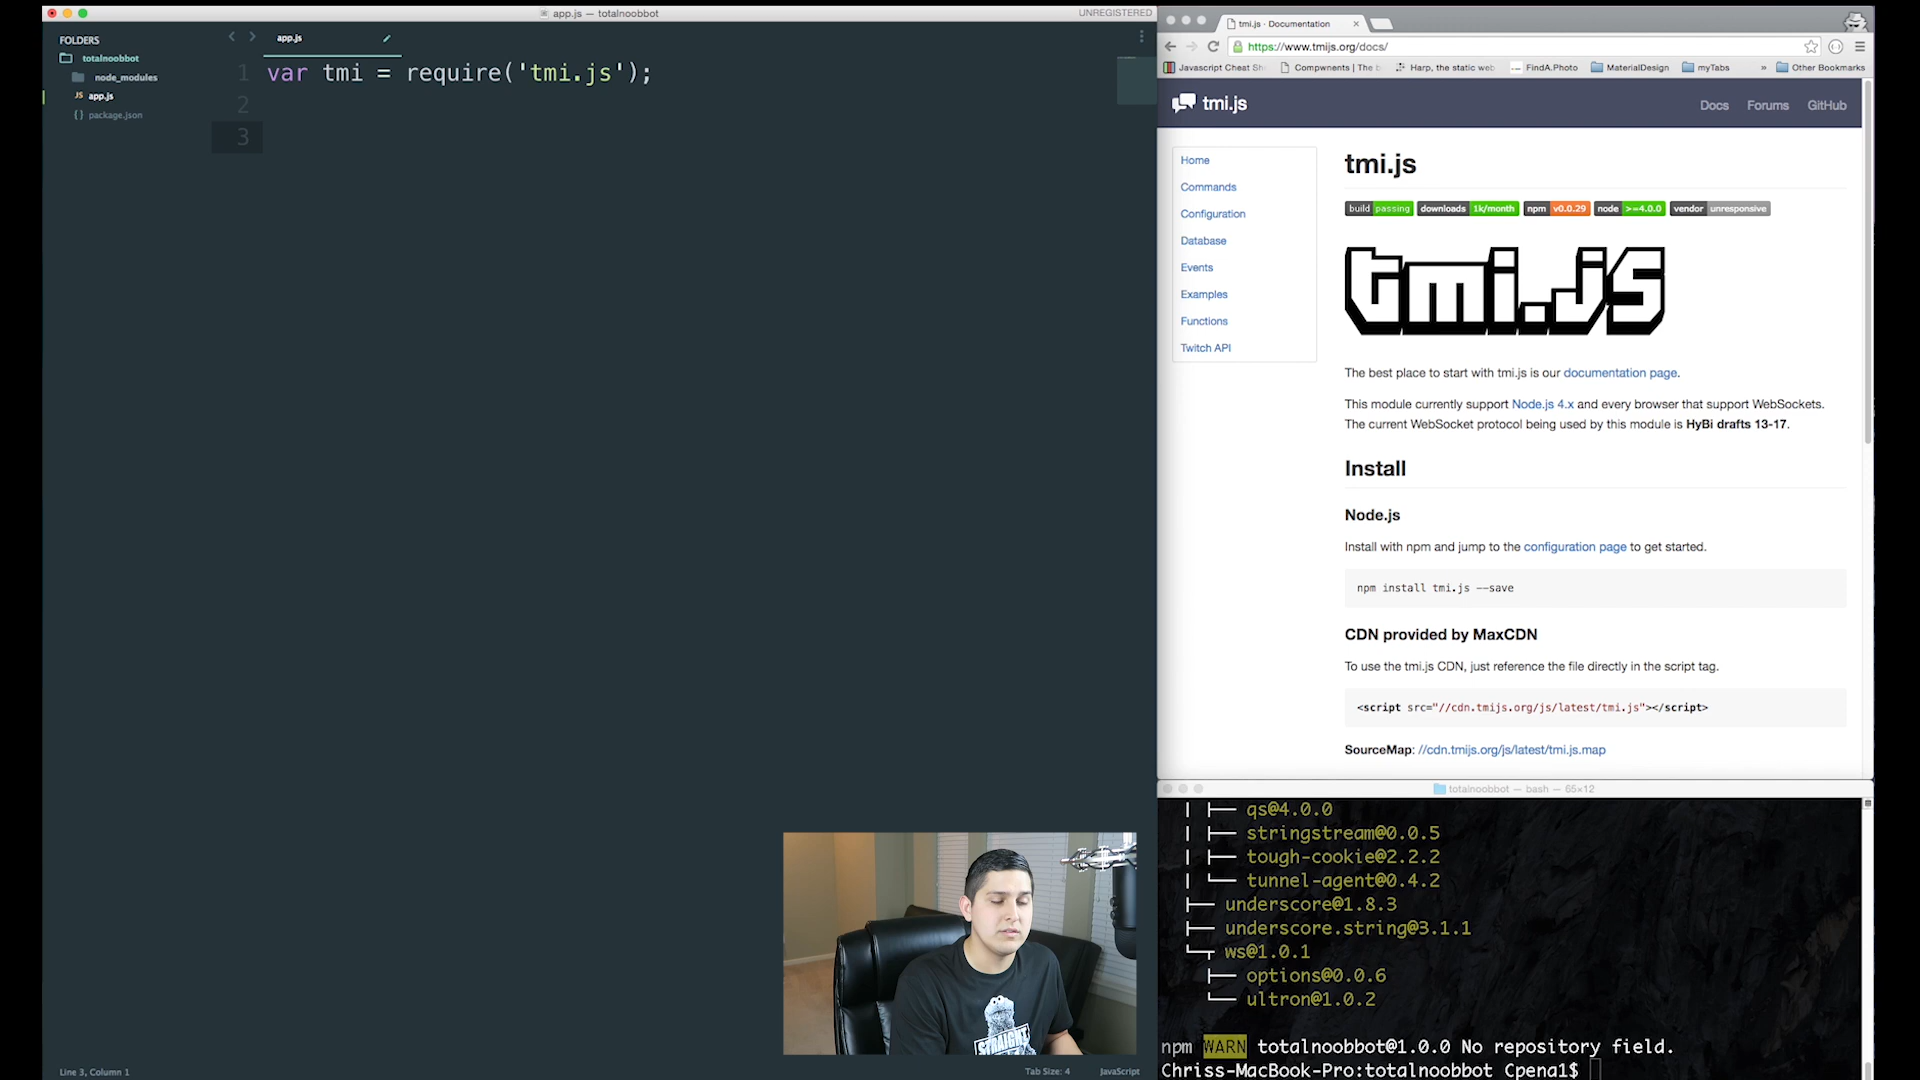 app.js — totalnoobbot
UNREGISTERED
FOLDERS
totalnoobbot
node_modules
JS app.js
{} package.json
app.js
1 var tmi = require('tmi.js');
2
3
Line 3, Column 1
Tab Size: 4
JavaScript
tmi.js · Documentation
https://www.tmijs.org/docs/
Javascript Cheat Sh
Compwnents | The b
Harp, the static web
FindA.Photo
MaterialDesign
myTabs
»
Other Bookmarks
tmi.js
Docs
Forums
GitHub
Home
Commands
Configuration
Database
Events
Examples
Functions
Twitch API
tmi.js
build passing downloads 1k/month npm v0.0.29 node >=4.0.0 vendor unresponsive
tmi.js
The best place to start with tmi.js is our documentation page.
This module currently support Node.js 4.x and every browser that support WebSockets.
The current WebSocket protocol being used by this module is HyBi drafts 13-17.
Install
Node.js
Install with npm and jump to the configuration page to get started.
npm install tmi.js --save
CDN provided by MaxCDN
To use the tmi.js CDN, just reference the file directly in the script tag.
<script src="//cdn.tmijs.org/js/latest/tmi.js"></script>
SourceMap: //cdn.tmijs.org/js/latest/tmi.js.map
totalnoobbot — bash — 65×12
│ ├── qs@4.0.0
│ ├── stringstream@0.0.5
│ ├── tough-cookie@2.2.2
│ └── tunnel-agent@0.4.2
├── underscore@1.8.3
├── underscore.string@3.1.1
└─┬ ws@1.0.1
├── options@0.0.6
└── ultron@1.0.2
npm WARN totalnoobbot@1.0.0 No repository field.
Chriss-MacBook-Pro:totalnoobbot Cpena1$
STRAIGHT